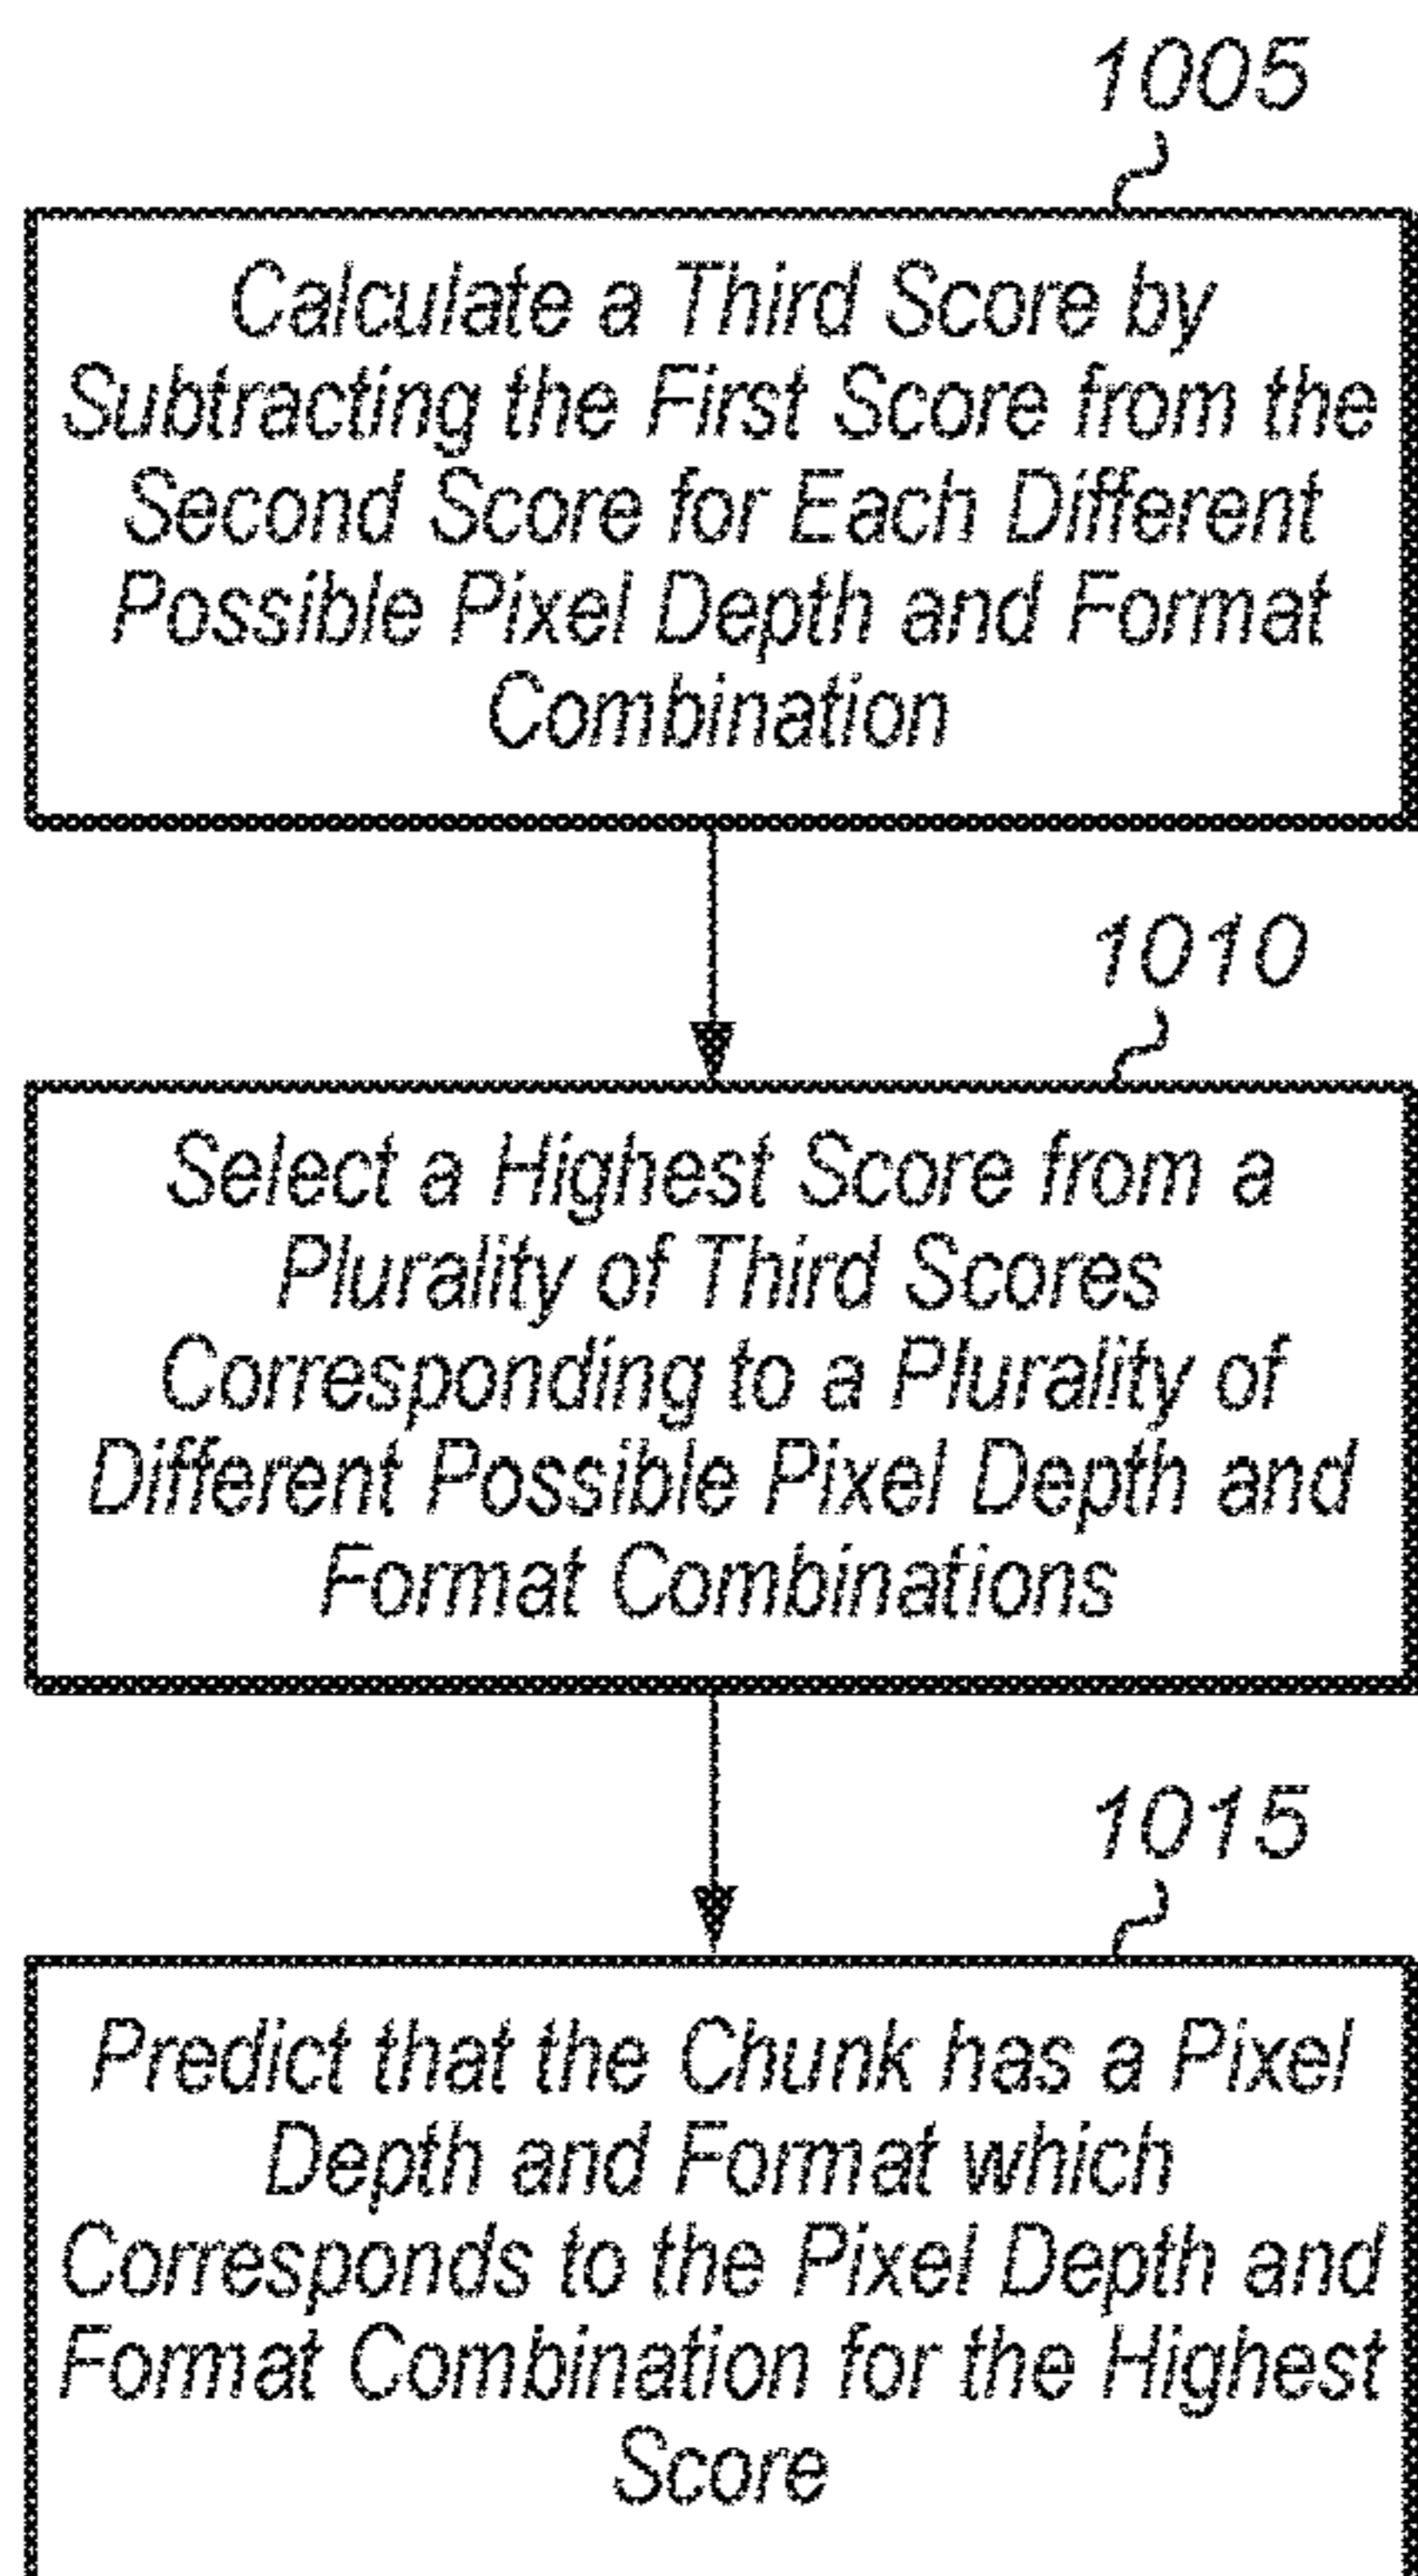 1005
Calculate a Third Score by
Subtracting the First Score from the
Second Score for Each Different
Possible Pixel Depth and Format
Combination
1010
Select a Highest Score from a
Plurality of Third Scores
Corresponding to a Plurality of
Different Possible Pixel Depth and
Format Combinations
1015
Predict that the Chunk has a Pixel
Depth and Format which
Corresponds to the Pixel Depth and
Format Combination for the Highest
Score